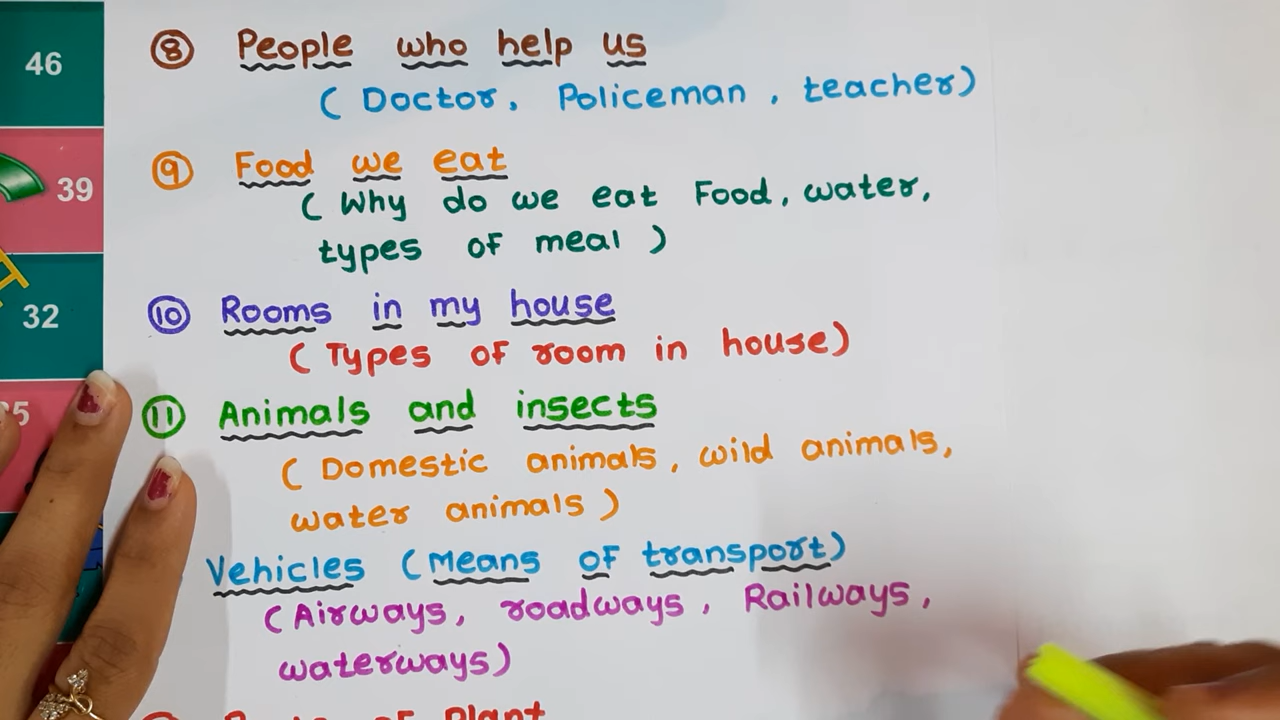 46
39
32
⑧ People who help us
( Doctor, Policeman, teacher)
⑨ Food we eat
( Why do we eat Food, water,
types of meal )
⑩ Rooms in my house
( Types of room in house)
⑪ Animals and insects
( Domestic animals, wild animals,
water animals )
Vehicles (Means of transport)
(Airways, roadways, Railways,
waterways)
of Plant